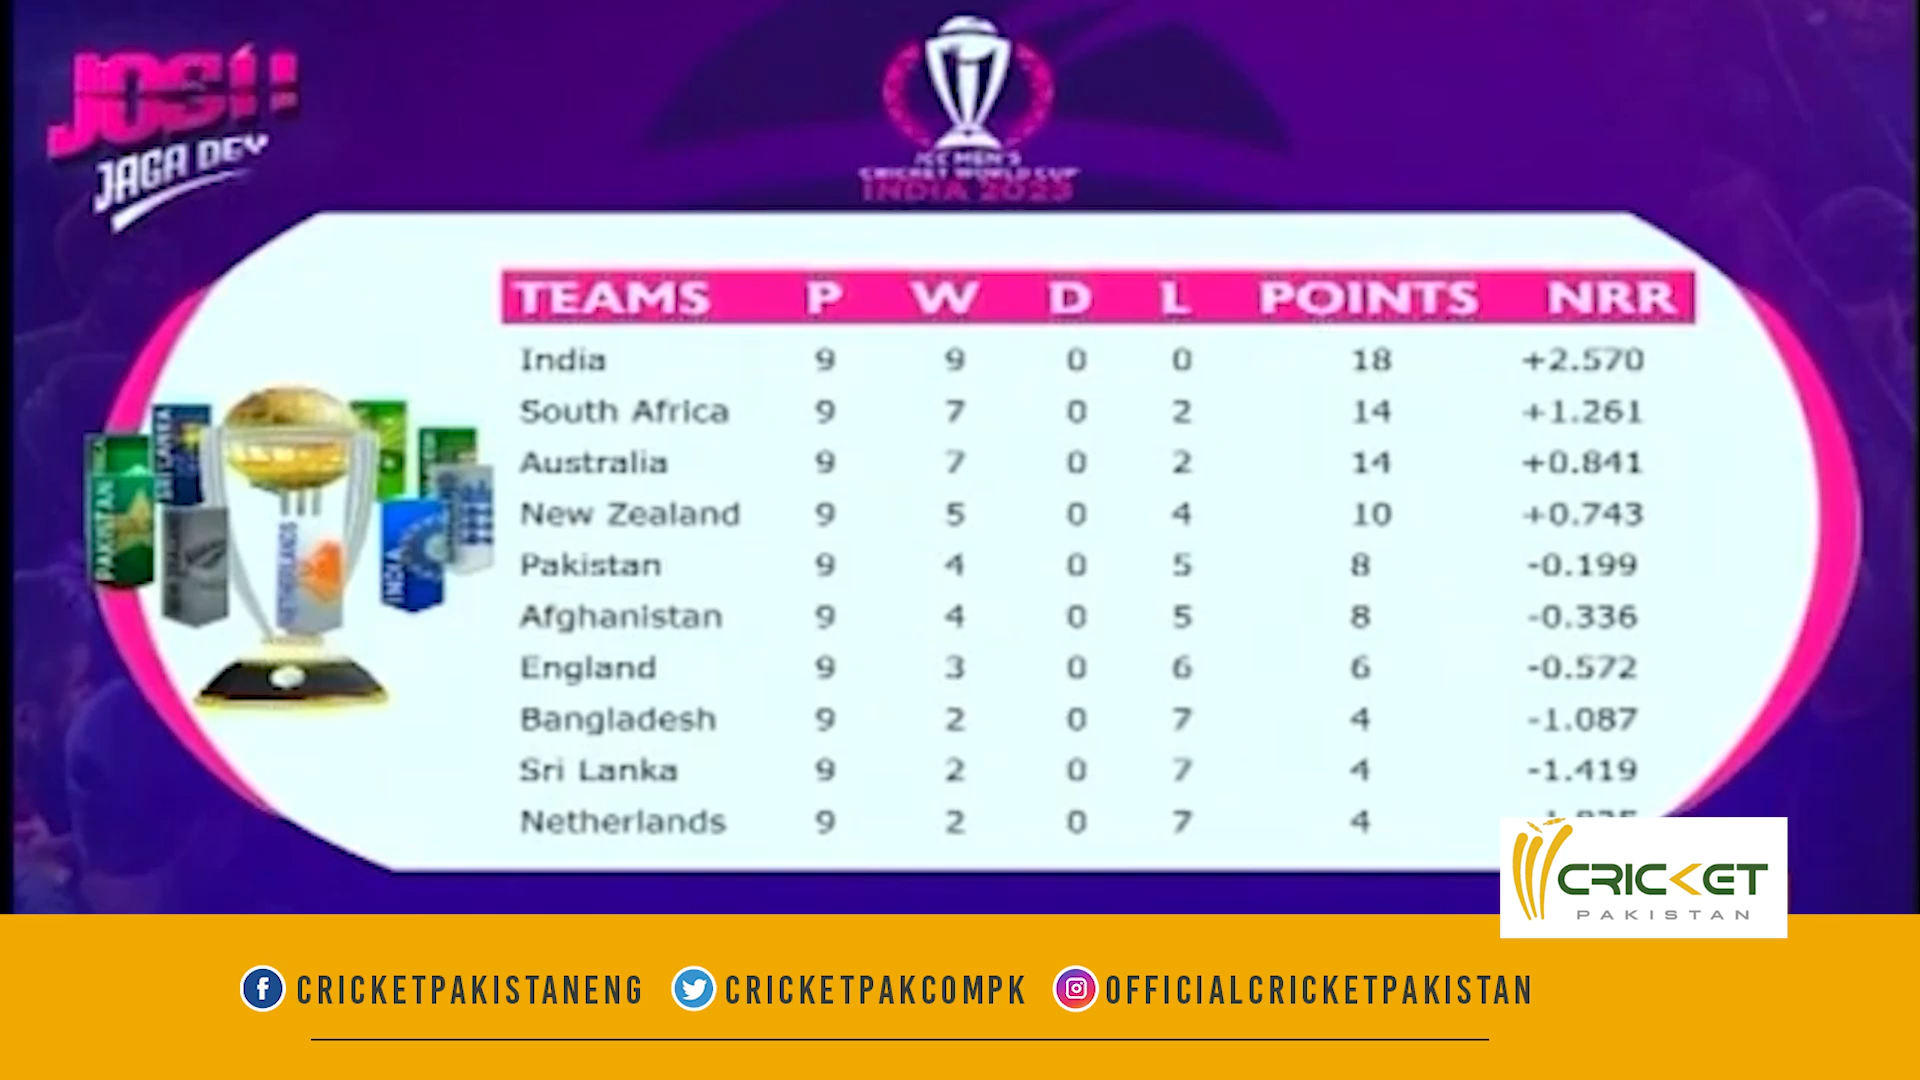 JOSH
JAGA DEY
ICC MEN'S
CRICKET WORLD CUP
INDIA 2023
TEAMS P W D L POINTS NRR
India 9 9 0 0 18 +2.570
South Africa 9 7 0 2 14 +1.261
Australia 9 7 0 2 14 +0.841
New Zealand 9 5 0 4 10 +0.743
Pakistan 9 4 0 5 8 -0.199
Afghanistan 9 4 0 5 8 -0.336
England 9 3 0 6 6 -0.572
Bangladesh 9 2 0 7 4 -1.087
Sri Lanka 9 2 0 7 4 -1.419
Netherlands 9 2 0 7 4
PAKISTAN
NETHERLANDS
INDIA
CRICKET
PAKISTAN
CRICKETPAKISTANENG CRICKETPAKCOMPK OFFICIALCRICKETPAKISTAN